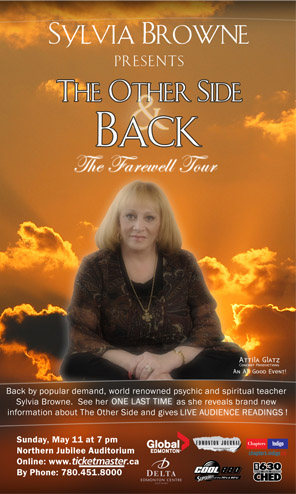 SYLVIA BROWNE
PRESENTS
THE OTHER SIDE
&
BACK
The Farewell Tour
ATTILA GLATZ
CONCERT PRODUCTIONS
AN AG GOOD EVENT!
Back by popular demand, world renowned psychic and spiritual teacher
Sylvia Browne. See her ONE LAST TIME as she reveals brand new
information about The Other Side and gives LIVE AUDIENCE READINGS !
Sunday, May 11 at 7 pm
Northern Jubilee Auditorium
Online: www.ticketmaster.ca
By Phone: 780.451.8000
Global
EDMONTON
EDMONTON JOURNAL
Chapters Indigo
DELTA
EDMONTON CENTRE
COOL 880
630
CHED